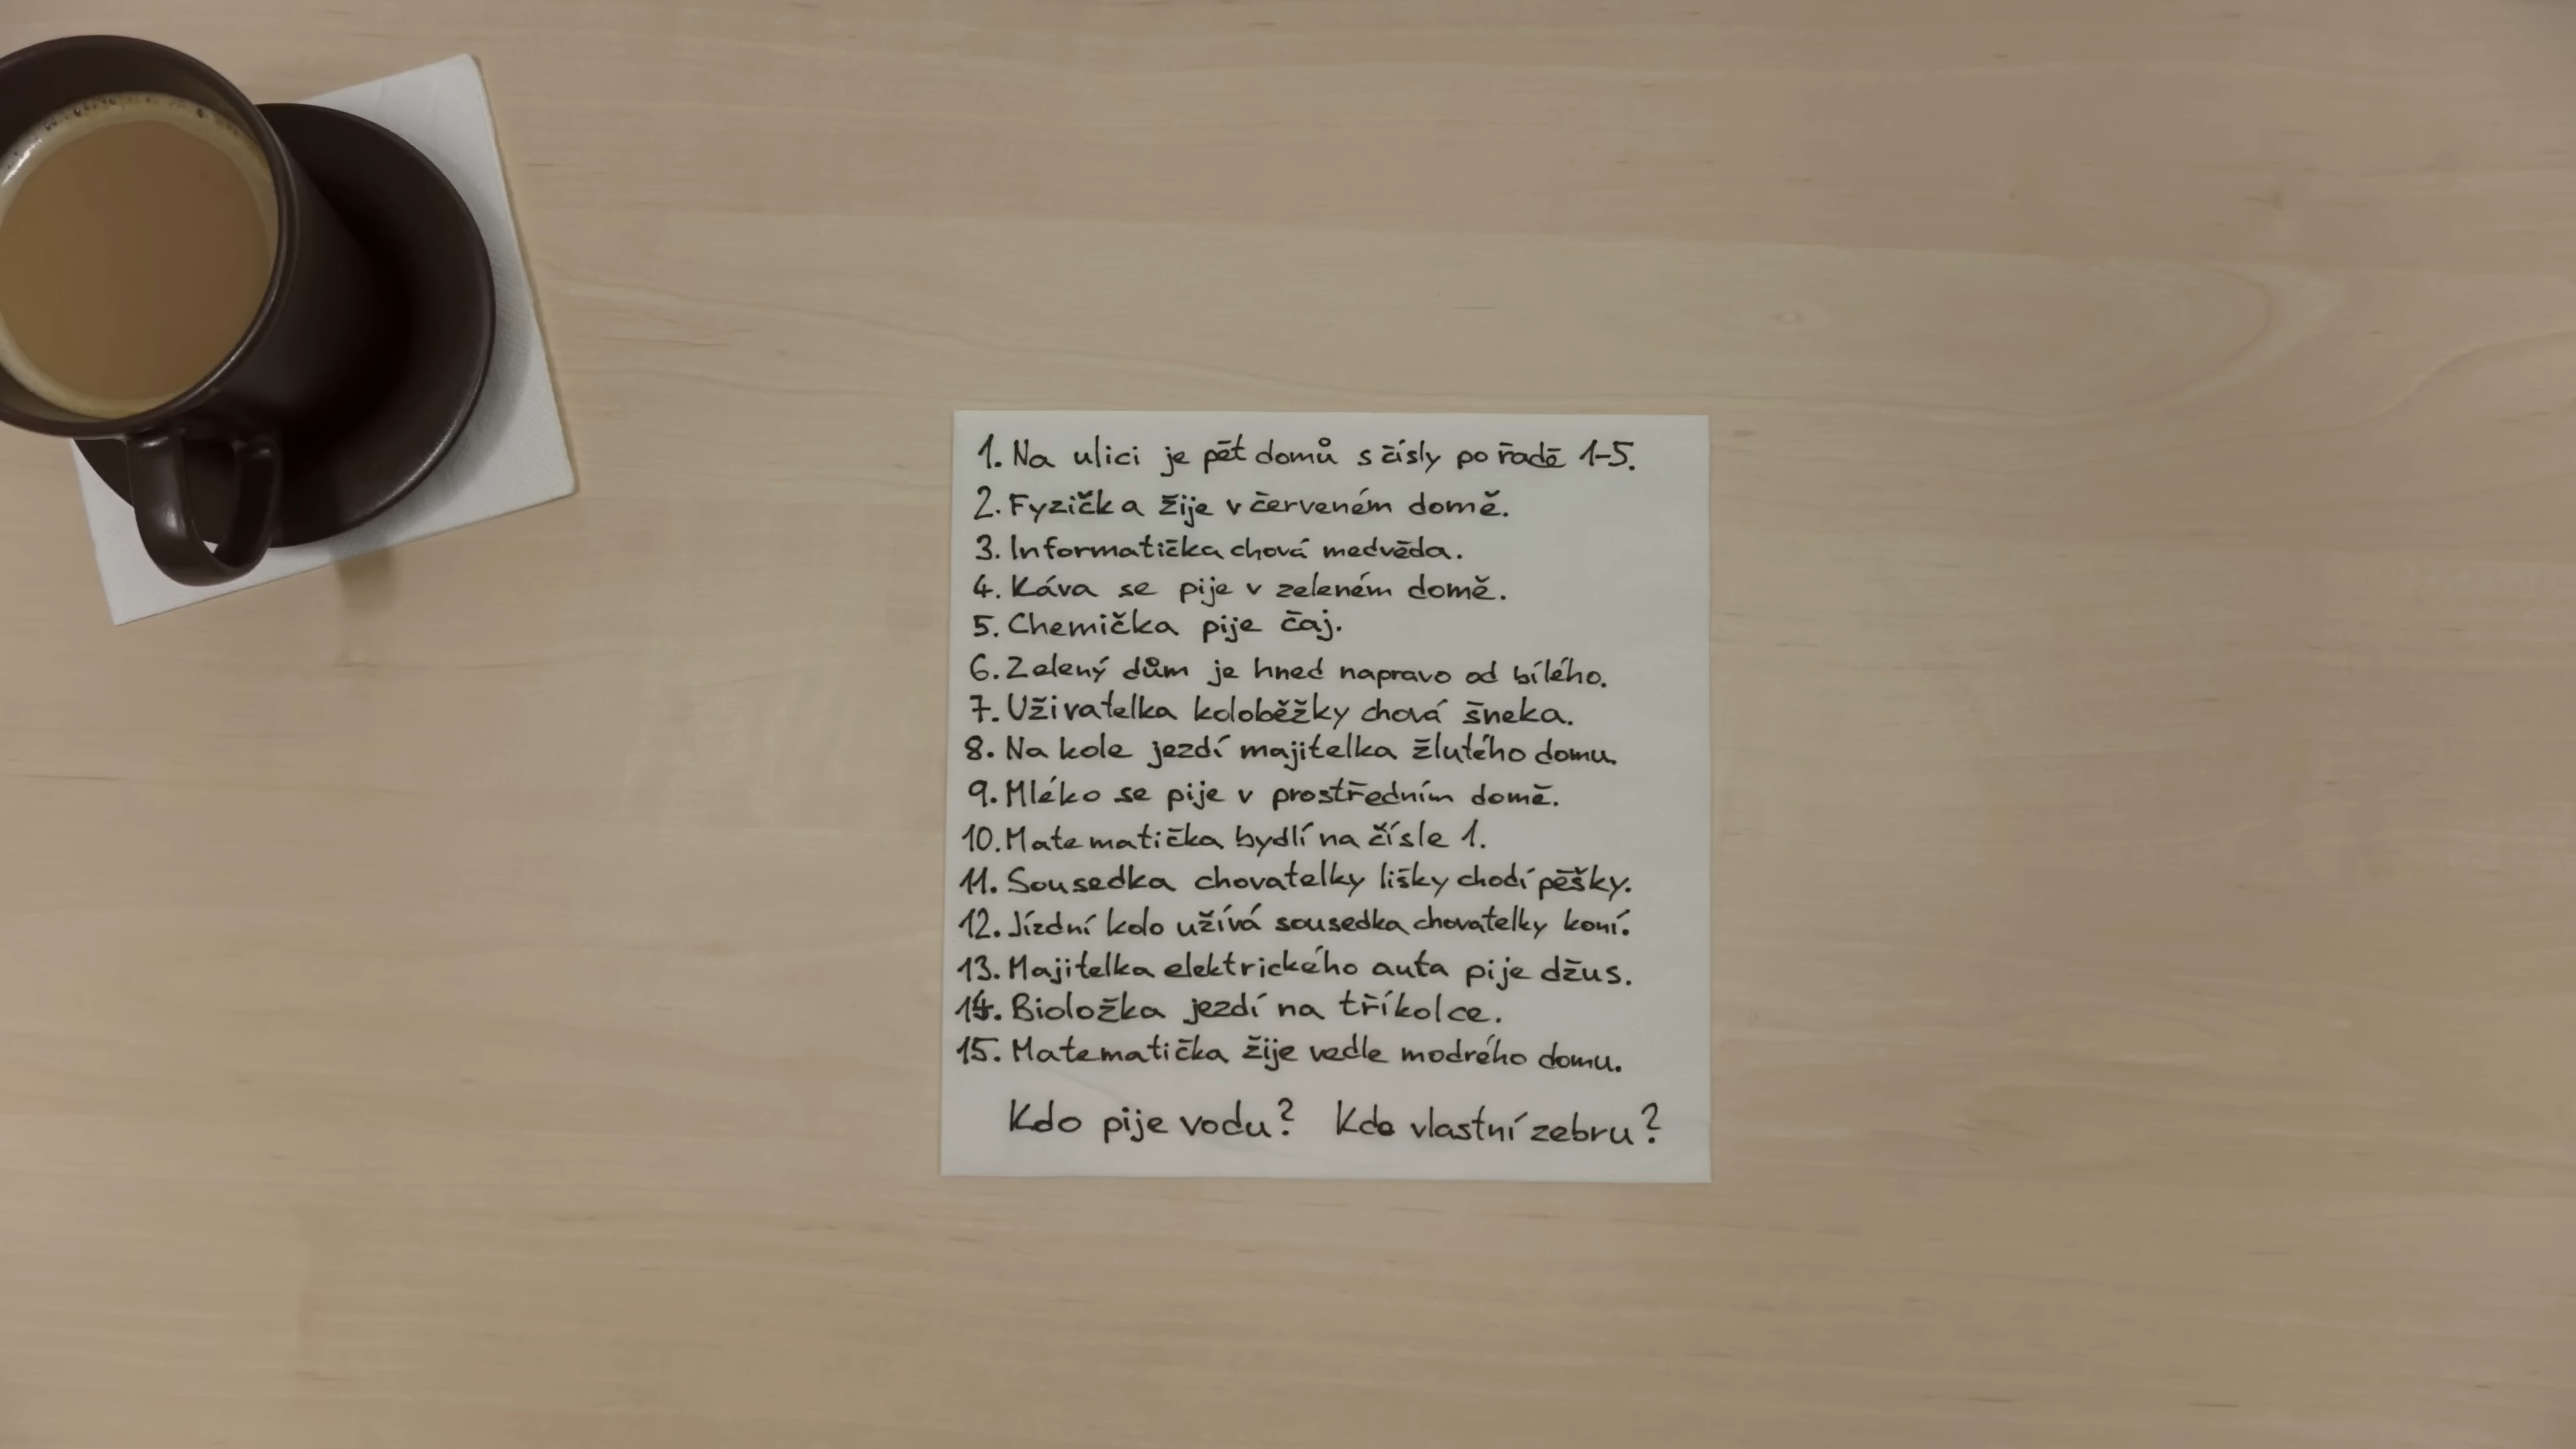 1. Na ulici je pět domů s čísly po řadě 1-5.
2. Fyzička žije v červeném domě.
3. Informatička chová medvěda.
4. Káva se pije v zeleném domě.
5. Chemička pije čaj.
6. Zelený dům je hned napravo od bílého.
7. Uživatelka koloběžky chová šneka.
8. Na kole jezdí majitelka žlutého domu.
9. Mléko se pije v prostředním domě.
10. Matematička bydlí na čísle 1.
11. Sousedka chovatelky lišky chodí pěšky.
12. Jízdní kolo užívá sousedka chovatelky koní.
13. Majitelka elektrického auta pije džus.
14. Bioložka jezdí na tříkolce.
15. Matematička žije vedle modrého domu.
Kdo pije vodu? Kdo vlastní zebru?